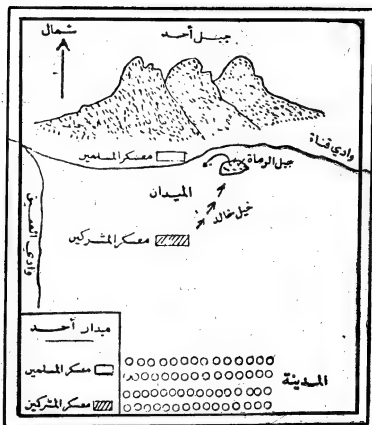 شمال
جبل أحد
وادي قناة
معسكر المسلمين
جبل الرماة
الميدان
خيل خالد
معسكر المشركين
وادي العقيق
ميدان أحد
معسكر المسلمين
معسكر المشركين
المدينة